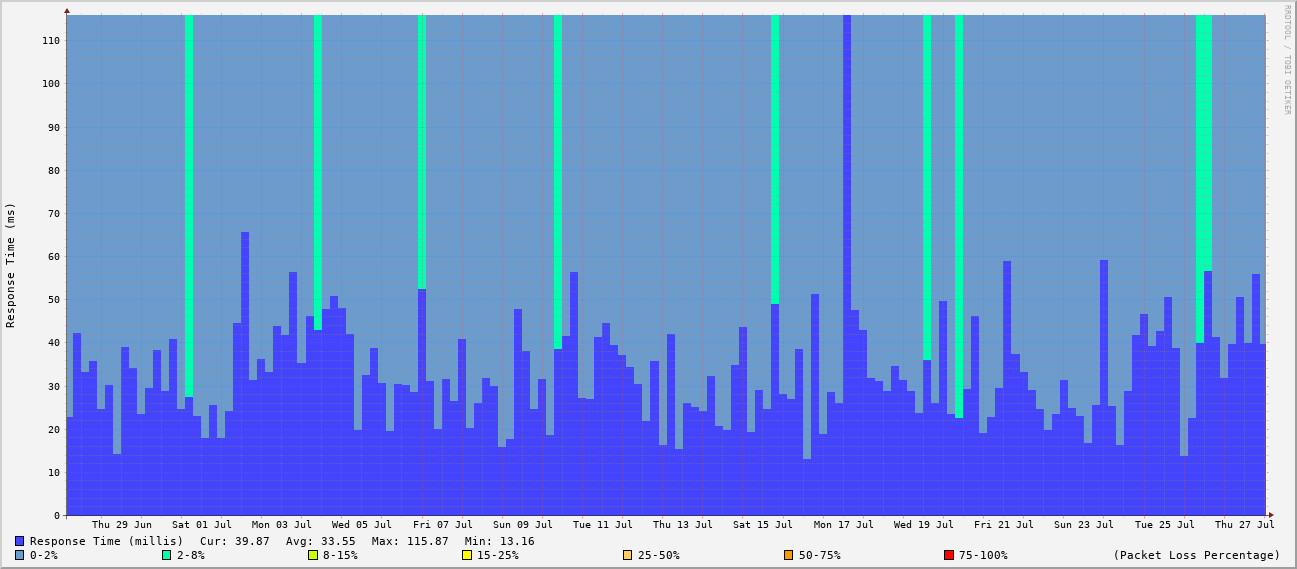 RRDTOOL / TOBI OETIKER
Response Time (ms)
110
100
90
80
70
60
50
40
30
20
10
0
Thu 29 Jun Sat 01 Jul Mon 03 Jul Wed 05 Jul Fri 07 Jul Sun 09 Jul Tue 11 Jul Thu 13 Jul Sat 15 Jul Mon 17 Jul Wed 19 Jul Fri 21 Jul Sun 23 Jul Tue 25 Jul Thu 27 Jul
Response Time (millis) Cur: 39.87 Avg: 33.55 Max: 115.87 Min: 13.16
0-2% 2-8% 8-15% 15-25% 25-50% 50-75% 75-100% (Packet Loss Percentage)